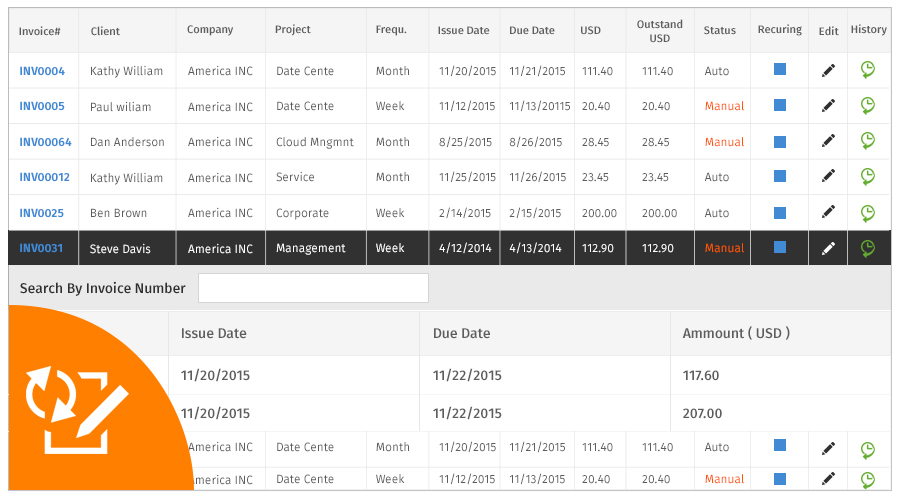 Invoice# Client Company Project Frequ. Issue Date Due Date USD Outstand USD Status Recuring Edit History
INV0004 Kathy William America INC Date Cente Month 11/20/2015 11/21/2015 111.40 111.40 Auto
INV0005 Paul wiliam America INC Date Cente Week 11/12/2015 11/13/20115 20.40 20.40 Manual
INV00064 Dan Anderson America INC Cloud Mngmnt Month 8/25/2015 8/26/2015 28.45 28.45 Manual
INV00012 Kathy William America INC Service Month 11/25/2015 11/26/2015 23.45 23.45 Auto
INV0025 Ben Brown America INC Corporate Week 2/14/2015 2/15/2015 200.00 200.00 Auto
INV0031 Steve Davis America INC Management Week 4/12/2014 4/13/2014 112.90 112.90 Manual
Search By Invoice Number
Issue Date Due Date Ammount ( USD )
11/20/2015 11/22/2015 117.60
11/20/2015 11/22/2015 207.00
America INC Date Cente Month 11/20/2015 11/21/2015 111.40 111.40 Auto
America INC Date Cente Week 11/12/2015 11/13/2015 20.40 20.40 Manual